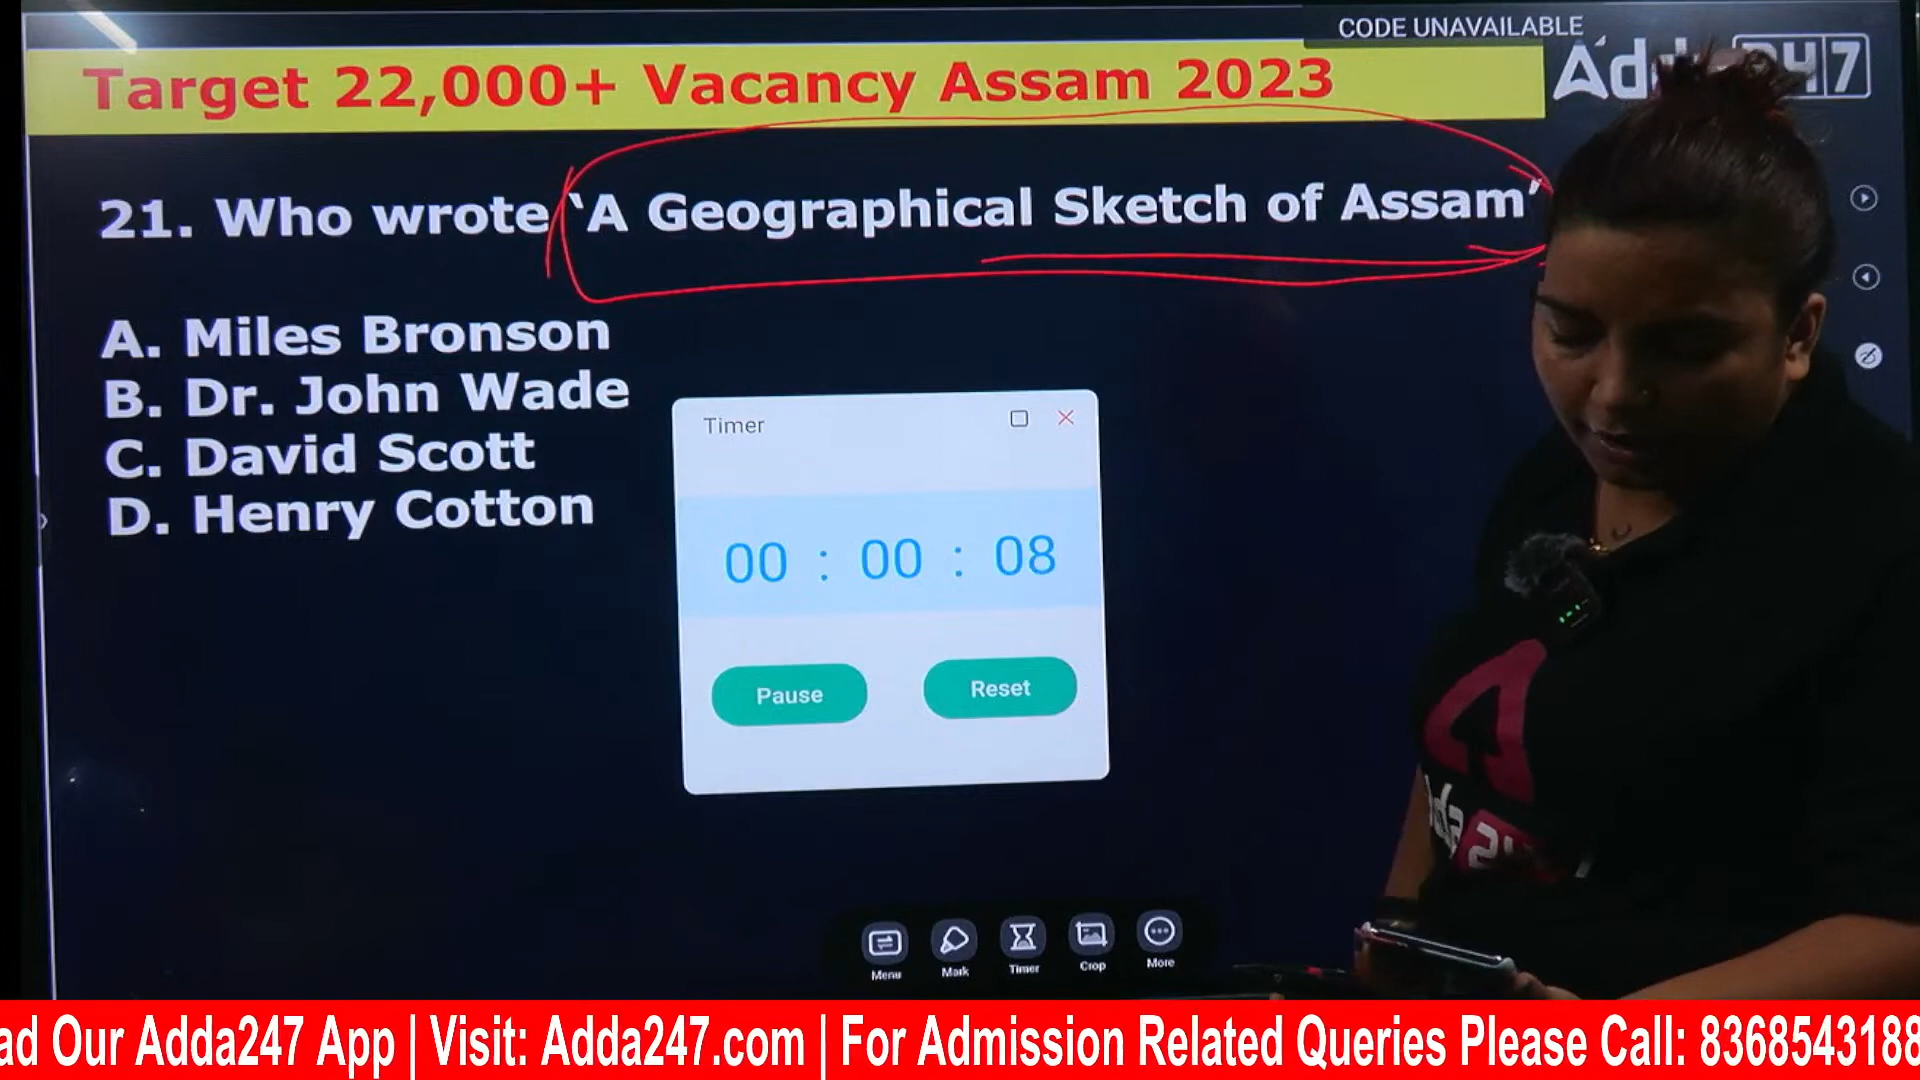 CODE UNAVAILABLE
Target 22,000+ Vacancy Assam 2023
21. Who wrote ‘A Geographical Sketch of Assam’
A. Miles Bronson
B. Dr. John Wade
C. David Scott
D. Henry Cotton
Timer
00 : 00 : 08
Pause
Reset
Menu
Mark
Timer
Crop
More
ad Our Adda247 App | Visit: Adda247.com | For Admission Related Queries Please Call: 8368543188